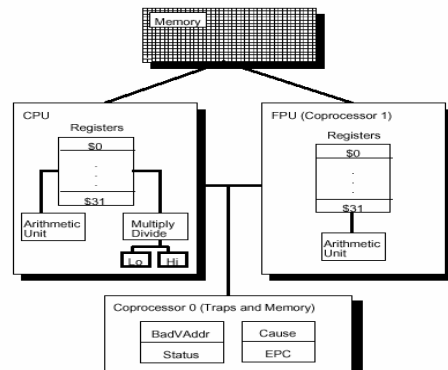 Memory
CPU
Registers
$0
.
.
.
.
$31
Arithmetic
Unit
Multiply
Divide
Lo
Hi
FPU (Coprocessor 1)
Registers
$0
.
.
.
.
$31
Arithmetic
Unit
Coprocessor 0 (Traps and Memory)
BadVAddr
Cause
Status
EPC